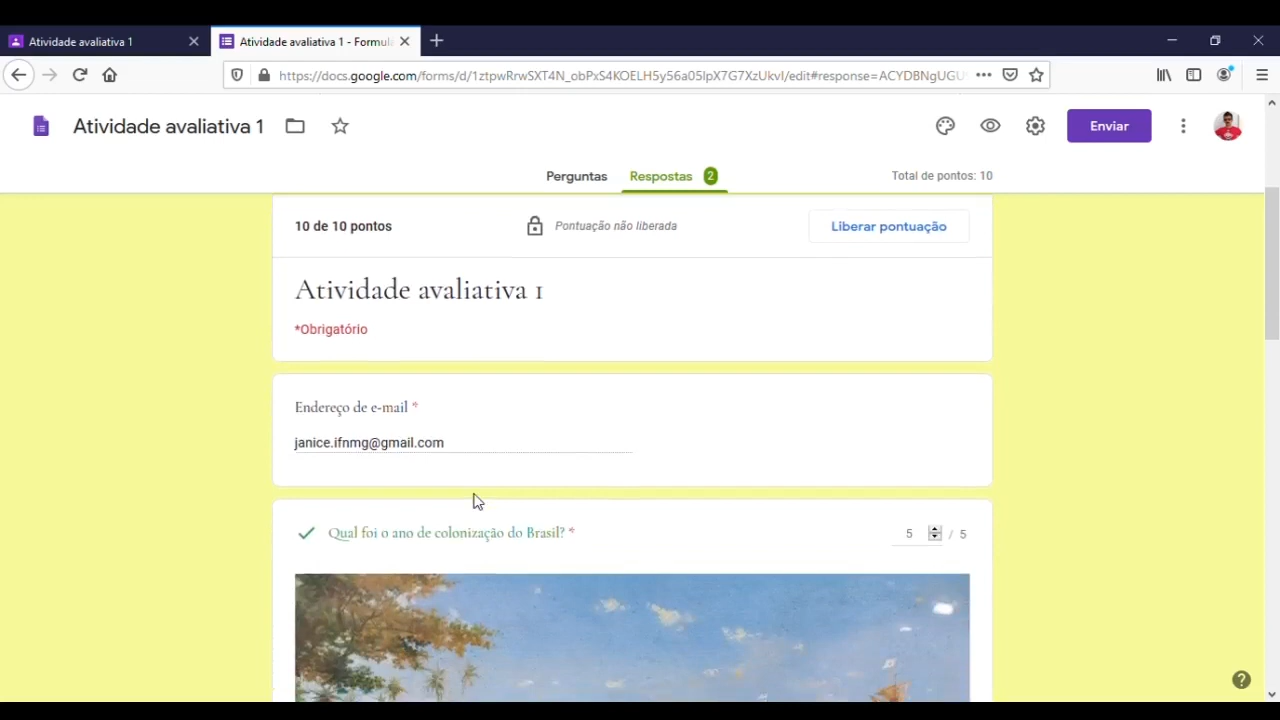 Atividade avaliativa 1
Atividade avaliativa 1 - Formula
https://docs.google.com/forms/d/1ztpwRrwSXT4N_obPxS4KOELH5y56a05lpX7G7XzUkvI/edit#response=ACYDBNgUGU
Atividade avaliativa 1
Enviar
Perguntas
Respostas 2
Total de pontos: 10
10 de 10 pontos
Pontuação não liberada
Liberar pontuação
Atividade avaliativa 1
*Obrigatório
Endereço de e-mail *
janice.ifnmg@gmail.com
Qual foi o ano de colonização do Brasil? *
5 / 5